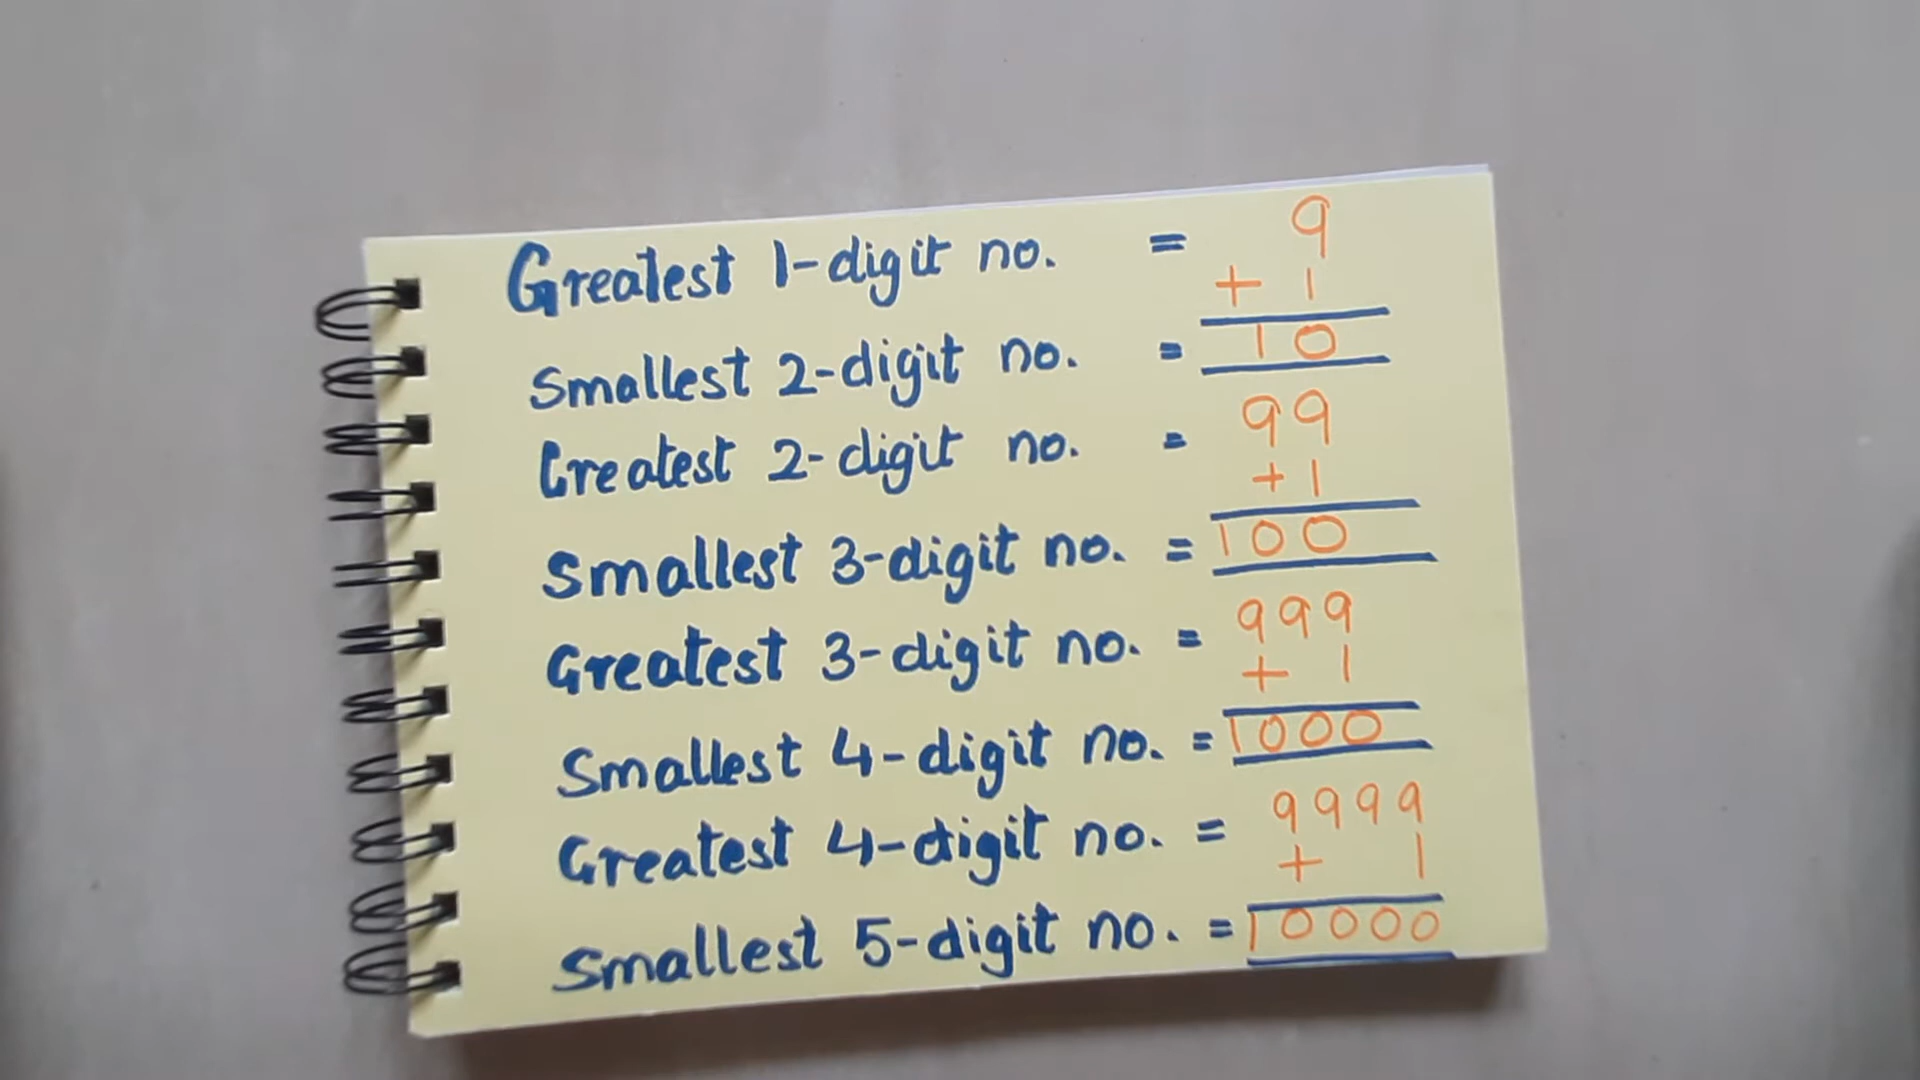 Greatest 1-digit no. = 9
+ 1
Smallest 2-digit no. = 10
Greatest 2-digit no. = 99
+ 1
Smallest 3-digit no. = 100
Greatest 3-digit no. = 999
+ 1
Smallest 4-digit no. = 1000
Greatest 4-digit no. = 9999
+ 1
Smallest 5-digit no. = 10000